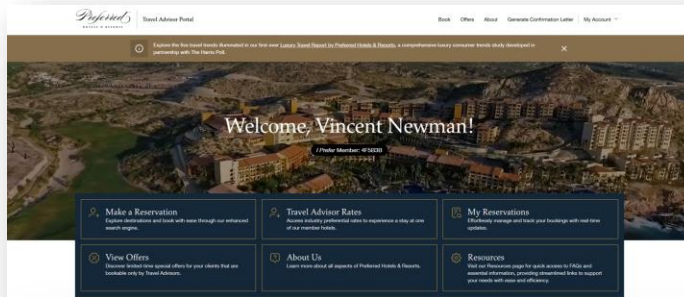 Preferred
HOTELS & RESORTS
Travel Advisor Portal
Book Offers About Generate Confirmation Letter My Account
Explore the five travel trends illuminated in our first-ever Luxury Travel Report by Preferred Hotels & Resorts, a comprehensive luxury consumer trends study developed in
partnership with The Harris Poll.
Welcome, Vincent Newman!
I Prefer Member:
Make a Reservation
Explore destinations and book with ease through our enhanced
search engine.
Travel Advisor Rates
Access industry preferential rates to experience a stay at one
of our member hotels.
My Reservations
Effortlessly manage and track your bookings with real-time
updates.
View Offers
Discover limited-time special offers for your clients that are
bookable only by Travel Advisors.
About Us
Learn more about all aspects of Preferred Hotels & Resorts.
Resources
Visit our Resources page for quick access to FAQs and
essential information, providing streamlined links to support
your needs with ease and efficiency.